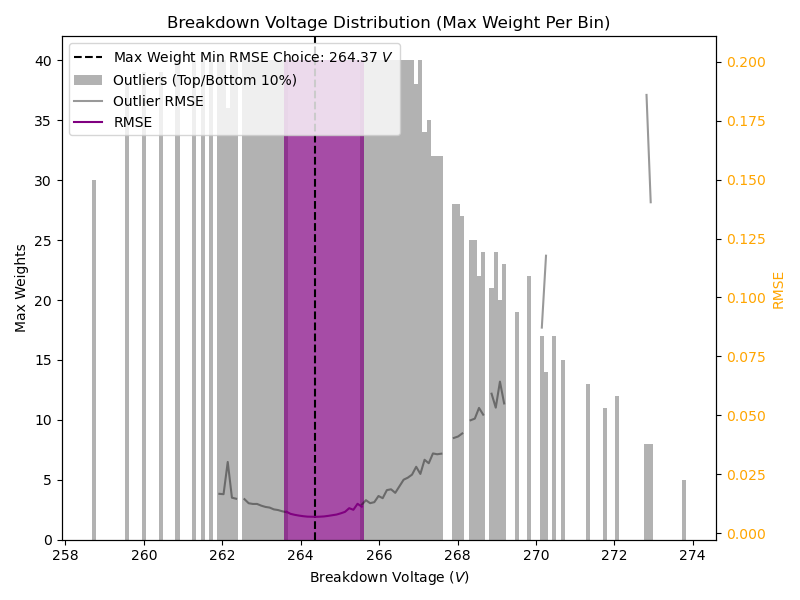 Breakdown Voltage Distribution (Max Weight Per Bin)
Max Weight Min RMSE Choice: 264.37 V
Outliers (Top/Bottom 10%)
Outlier RMSE
RMSE
Max Weights
40
35
30
25
20
15
10
5
0
0.200
0.175
0.150
0.125
0.100
0.075
0.050
0.025
0.000
RMSE
258 260 262 264 266 268 270 272 274
Breakdown Voltage (V)